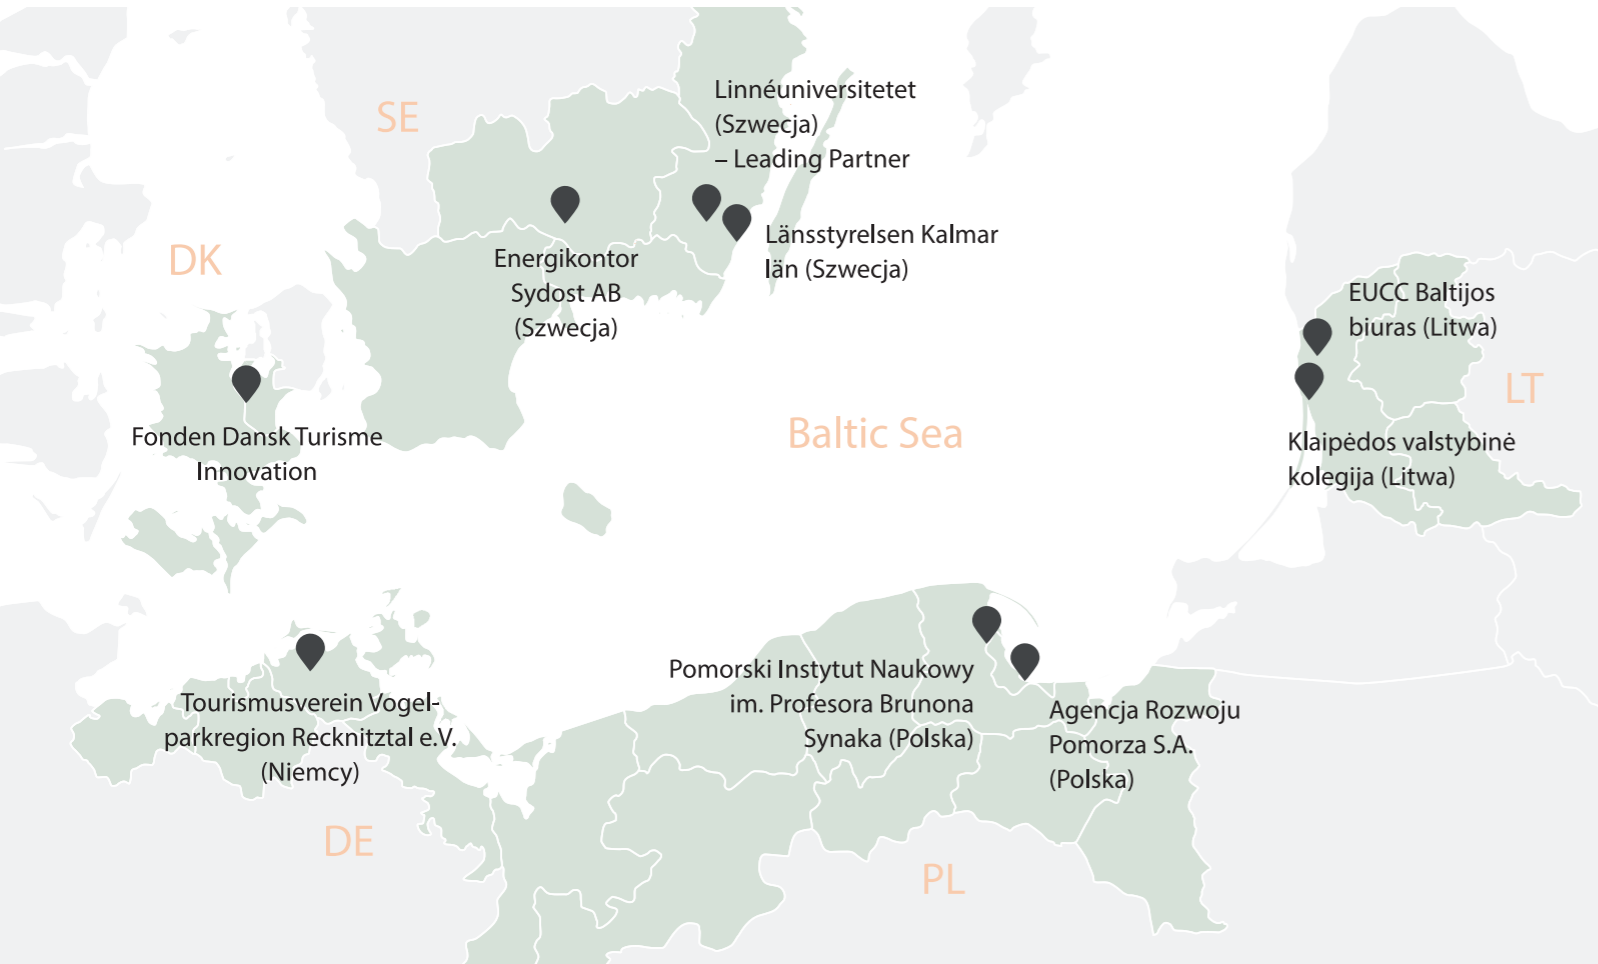 SE
Linnéuniversitetet
(Szwecja)
– Leading Partner
Länsstyrelsen Kalmar
län (Szwecja)
Energikontor
Sydost AB
(Szwecja)
DK
Fonden Dansk Turisme
Innovation
EUCC Baltijos
biuras (Litwa)
LT
Klaipėdos valstybinė
kolegija (Litwa)
Baltic Sea
Tourismusverein Vogel-
parkregion Recknitztal e.V.
(Niemcy)
DE
Pomorski Instytut Naukowy
im. Profesora Brunona
Synaka (Polska)
Agencja Rozwoju
Pomorza S.A.
(Polska)
PL